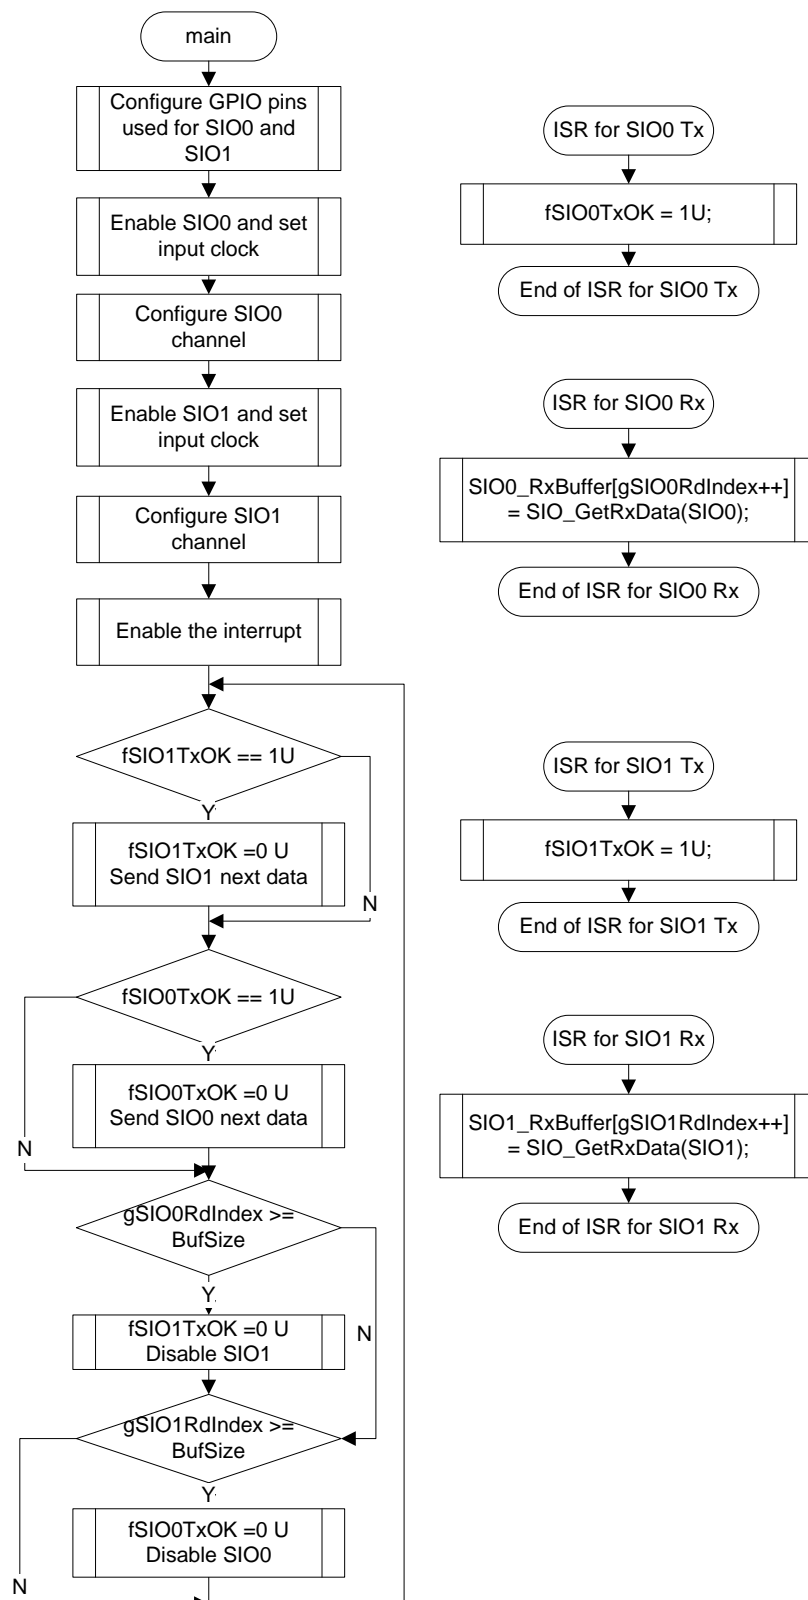 main
Configure GPIO pins
used for SIO0 and
SIO1
Enable SIO0 and set
input clock
Configure SIO0
channel
Enable SIO1 and set
input clock
Configure SIO1
channel
Enable the interrupt
fSIO1TxOK == 1U
Y
fSIO1TxOK =0 U
Send SIO1 next data
N
fSIO0TxOK == 1U
Y
fSIO0TxOK =0 U
Send SIO0 next data
N
gSIO0RdIndex >=
BufSize
Y
fSIO1TxOK =0 U
Disable SIO1
N
gSIO1RdIndex >=
BufSize
Y
fSIO0TxOK =0 U
Disable SIO0
N
ISR for SIO0 Tx
fSIO0TxOK = 1U;
End of ISR for SIO0 Tx
ISR for SIO0 Rx
SIO0_RxBuffer[gSIO0RdIndex++]
= SIO_GetRxData(SIO0);
End of ISR for SIO0 Rx
ISR for SIO1 Tx
fSIO1TxOK = 1U;
End of ISR for SIO1 Tx
ISR for SIO1 Rx
SIO1_RxBuffer[gSIO1RdIndex++]
= SIO_GetRxData(SIO1);
End of ISR for SIO1 Rx